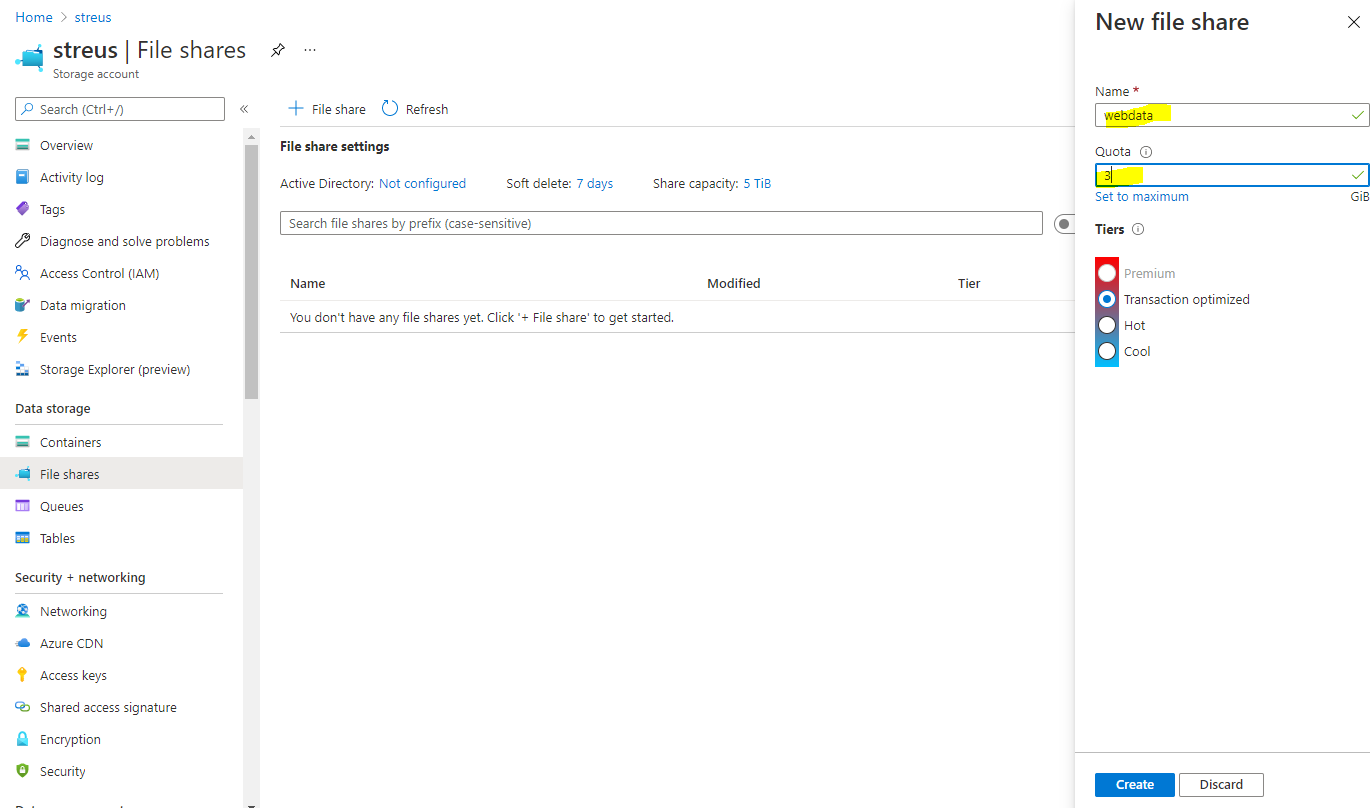 Home > streus
streus | File shares
...
Storage account
Search (Ctrl+/)
«
Overview
Activity log
Tags
Diagnose and solve problems
Access Control (IAM)
Data migration
Events
Storage Explorer (preview)
Data storage
Containers
File shares
Queues
Tables
Security + networking
Networking
Azure CDN
Access keys
Shared access signature
Encryption
Security
+ File share Refresh
File share settings
Active Directory: Not configured Soft delete: 7 days Share capacity: 5 TiB
Search file shares by prefix (case-sensitive)
Name Modified Tier
You don't have any file shares yet. Click '+ File share' to get started.
New file share
Name *
webdata
Quota
3
Set to maximum GiB
Tiers
Premium
Transaction optimized
Hot
Cool
Create Discard